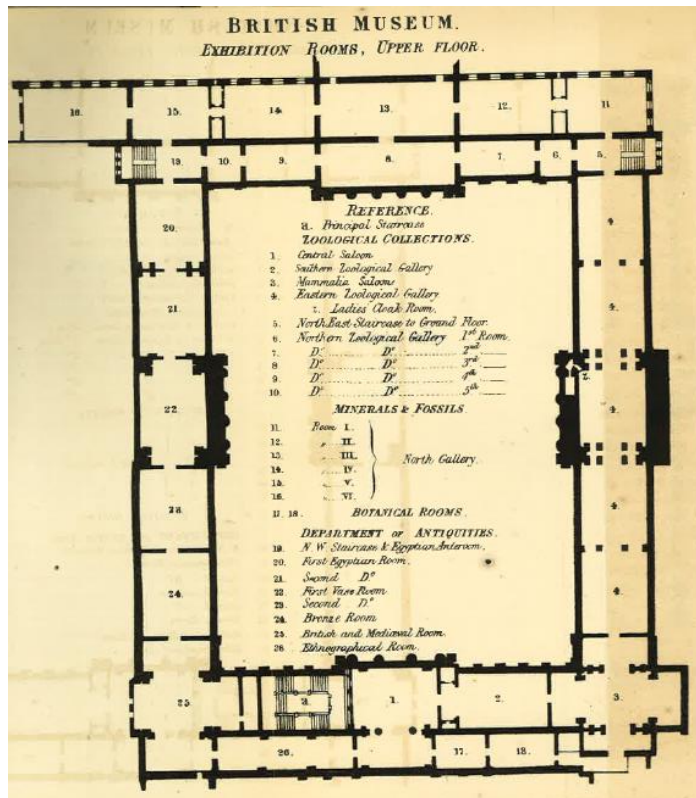 BRITISH MUSEUM.
EXHIBITION ROOMS, UPPER FLOOR.
16. 15. 14. 13. 12. 11.
19. 10. 9. 8. 7. 6. 5.
20.
21.
22.
23.
24.
25.
REFERENCE.
a. Principal Staircase
ZOOLOGICAL COLLECTIONS.
1. Central Saloon
2. Southern Zoological Gallery
3. Mammalia Saloon
4. Eastern Zoological Gallery
z. Ladies' Cloak Room.
5. North East Staircase to Ground Floor.
6. Northern Zoological Gallery 1st Room.
7. Do Do 2nd
8 Do Do 3rd
9. Do Do 4th
10. Do Do 5th
MINERALS & FOSSILS.
11. Room I.
12. „ II.
13. „ III.
14. „ IV.
15. „ V.
16. „ VI.
North Gallery.
17. 18. BOTANICAL ROOMS.
DEPARTMENT OF ANTIQUITIES.
19. N. W. Staircase & Egyptian Anteroom.
20. First Egyptian Room.
21 Second Do
22. First Vase Room
23. Second Do
24. Bronze Room
25. British and Mediæval Room.
26. Ethnographical Room.
4.
4.
z.
4.
4.
4.
a. 1. 2. 3.
26. 17. 18.